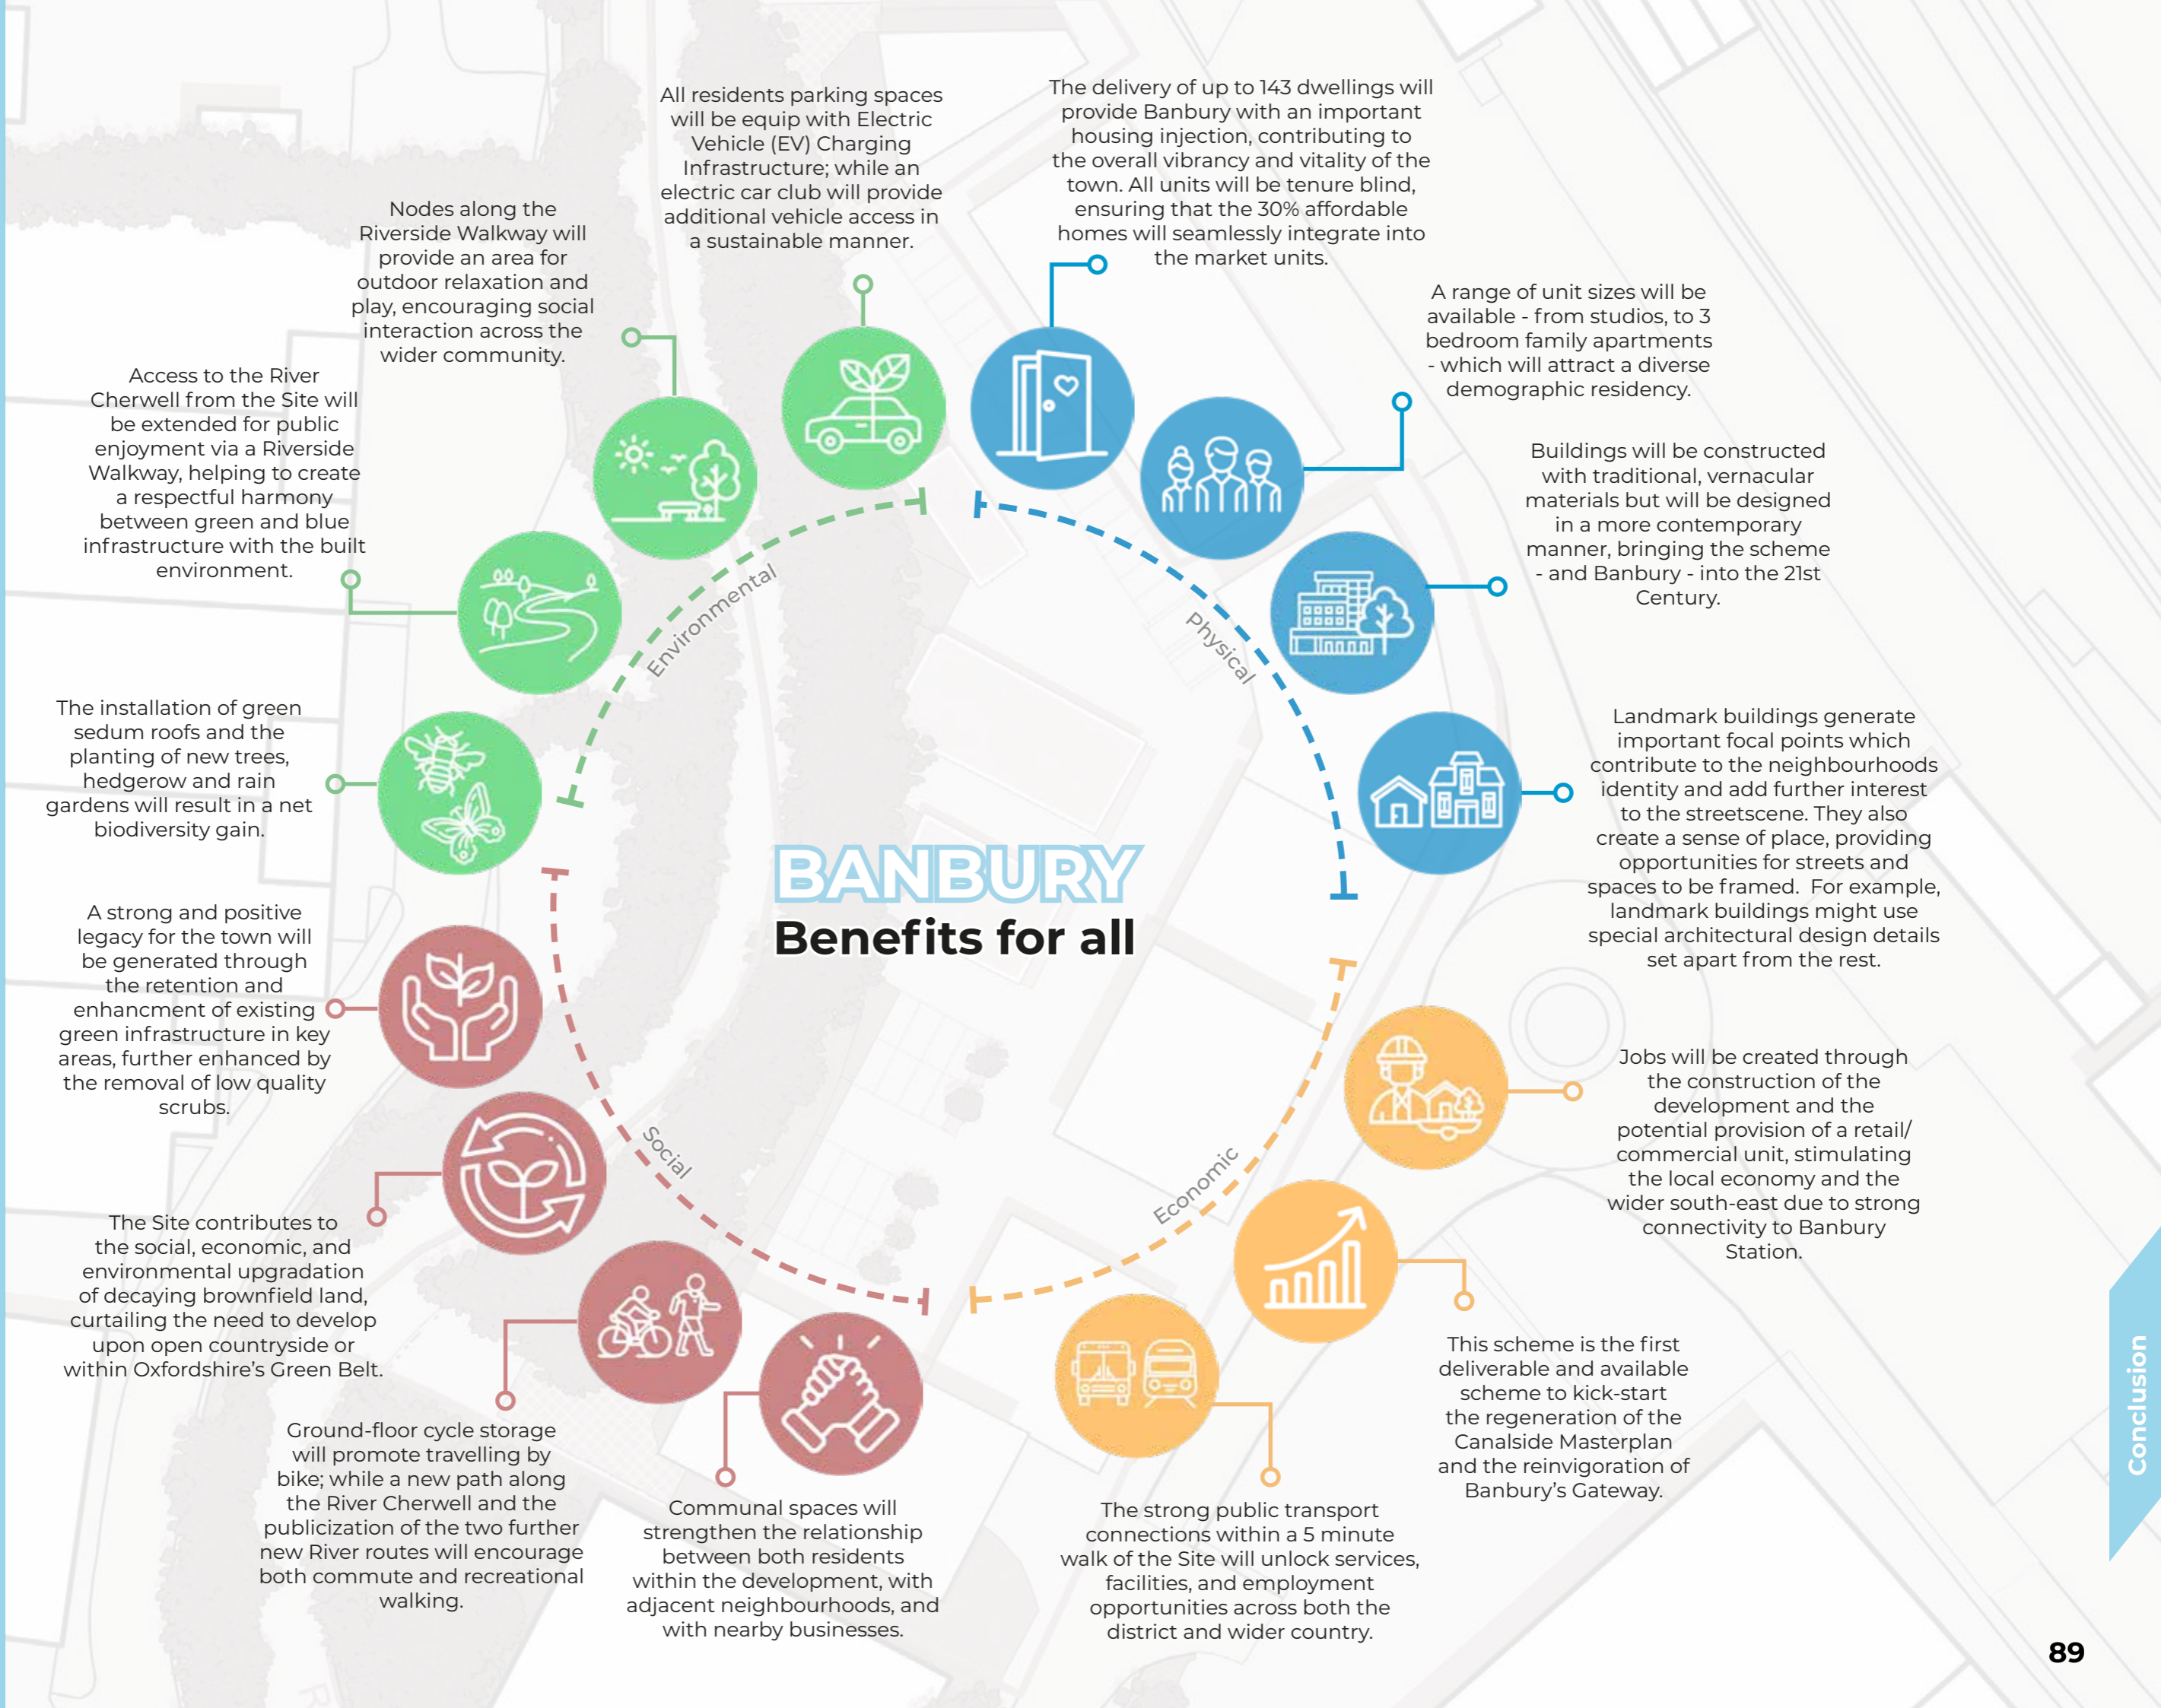 All residents parking spaces
will be equip with Electric
Vehicle (EV) Charging
Infrastructure; while an
electric car club will provide
additional vehicle access in
a sustainable manner.
The delivery of up to 143 dwellings will
provide Banbury with an important
housing injection, contributing to
the overall vibrancy and vitality of the
town. All units will be tenure blind,
ensuring that the 30% affordable
homes will seamlessly integrate into
the market units.
Nodes along the
Riverside Walkway will
provide an area for
outdoor relaxation and
play, encouraging social
interaction across the
wider community.
A range of unit sizes will be
available - from studios, to 3
bedroom family apartments
- which will attract a diverse
demographic residency.
Access to the River
Cherwell from the Site will
be extended for public
enjoyment via a Riverside
Walkway, helping to create
a respectful harmony
between green and blue
infrastructure with the built
environment.
Buildings will be constructed
with traditional, vernacular
materials but will be designed
in a more contemporary
manner, bringing the scheme
- and Banbury - into the 21st
Century.
Environmental
Physical
The installation of green
sedum roofs and the
planting of new trees,
hedgerow and rain
gardens will result in a net
biodiversity gain.
Landmark buildings generate
important focal points which
contribute to the neighbourhoods
identity and add further interest
to the streetscene. They also
create a sense of place, providing
opportunities for streets and
spaces to be framed. For example,
landmark buildings might use
special architectural design details
set apart from the rest.
BANBURY
Benefits for all
A strong and positive
legacy for the town will
be generated through
the retention and
enhancment of existing
green infrastructure in key
areas, further enhanced by
the removal of low quality
scrubs.
Jobs will be created through
the construction of the
development and the
potential provision of a retail/
commercial unit, stimulating
the local economy and the
wider south-east due to strong
connectivity to Banbury
Station.
Social
Economic
The Site contributes to
the social, economic, and
environmental upgradation
of decaying brownfield land,
curtailing the need to develop
upon open countryside or
within Oxfordshire's Green Belt.
This scheme is the first
deliverable and available
scheme to kick-start
the regeneration of the
Canalside Masterplan
and the reinvigoration of
Banbury's Gateway.
Ground-floor cycle storage
will promote travelling by
bike; while a new path along
the River Cherwell and the
publicization of the two further
new River routes will encourage
both commute and recreational
walking.
Communal spaces will
strengthen the relationship
between both residents
within the development, with
adjacent neighbourhoods, and
with nearby businesses.
The strong public transport
connections within a 5 minute
walk of the Site will unlock services,
facilities, and employment
opportunities across both the
district and wider country.
Conclusion
89